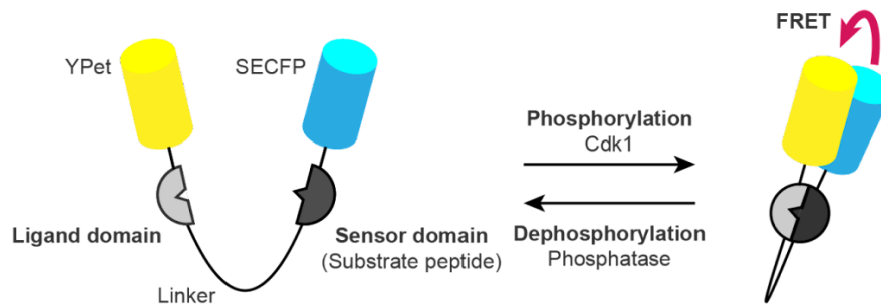 FRET
YPet
SECFP
Phosphorylation
Cdk1
Ligand domain
Sensor domain
(Substrate peptide)
Dephosphorylation
Phosphatase
Linker